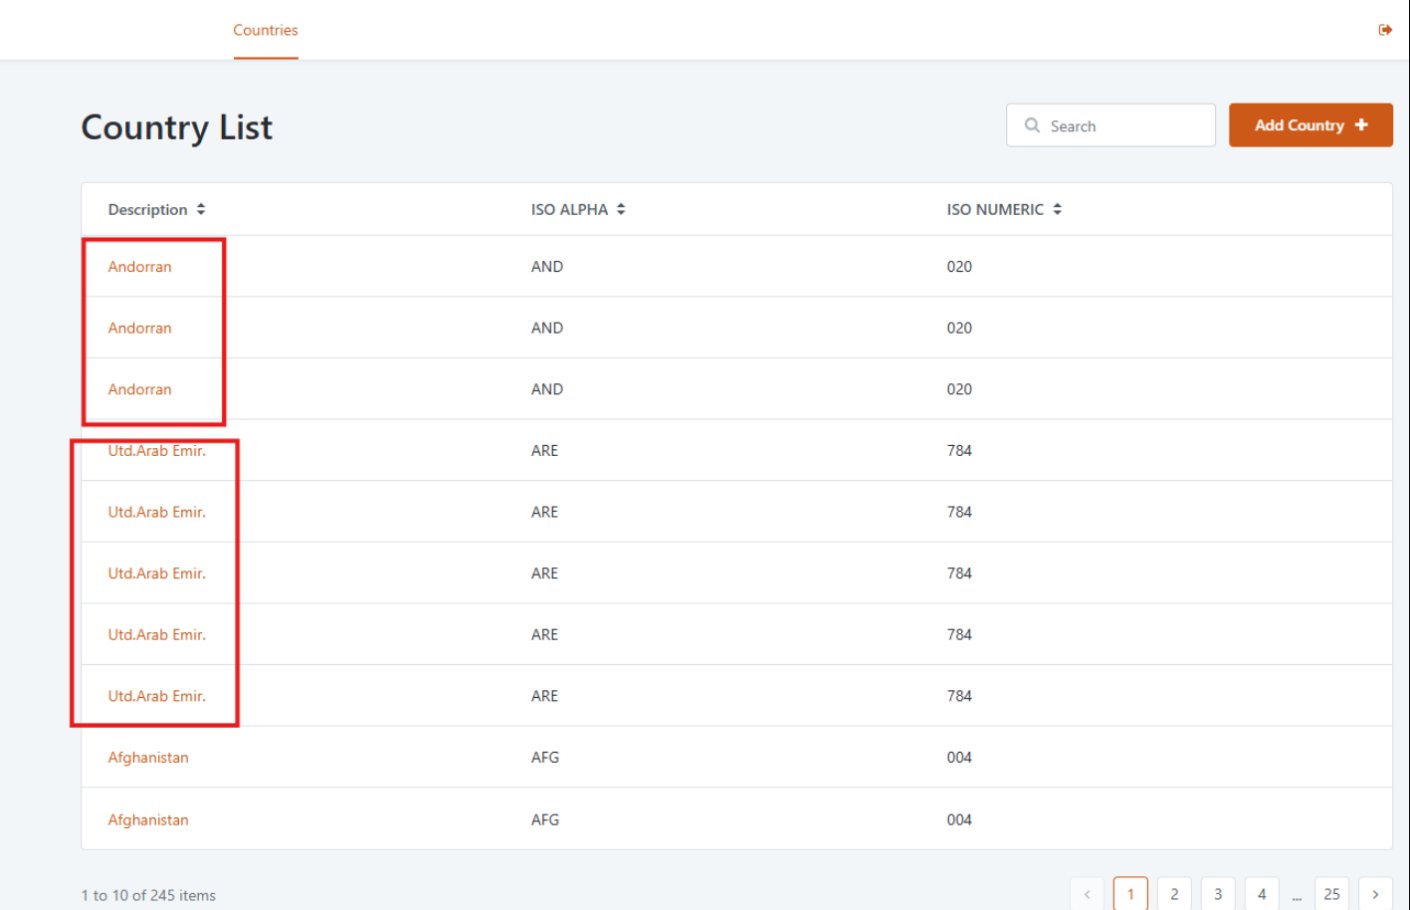 Countries
Country List
Search
Add Country
Description ISO ALPHA ISO NUMERIC
Andorran AND 020
Andorran AND 020
Andorran AND 020
Utd.Arab Emir. ARE 784
Utd.Arab Emir. ARE 784
Utd.Arab Emir. ARE 784
Utd.Arab Emir. ARE 784
Utd.Arab Emir. ARE 784
Afghanistan AFG 004
Afghanistan AFG 004
1 to 10 of 245 items
< 1 2 3 4 ... 25 >